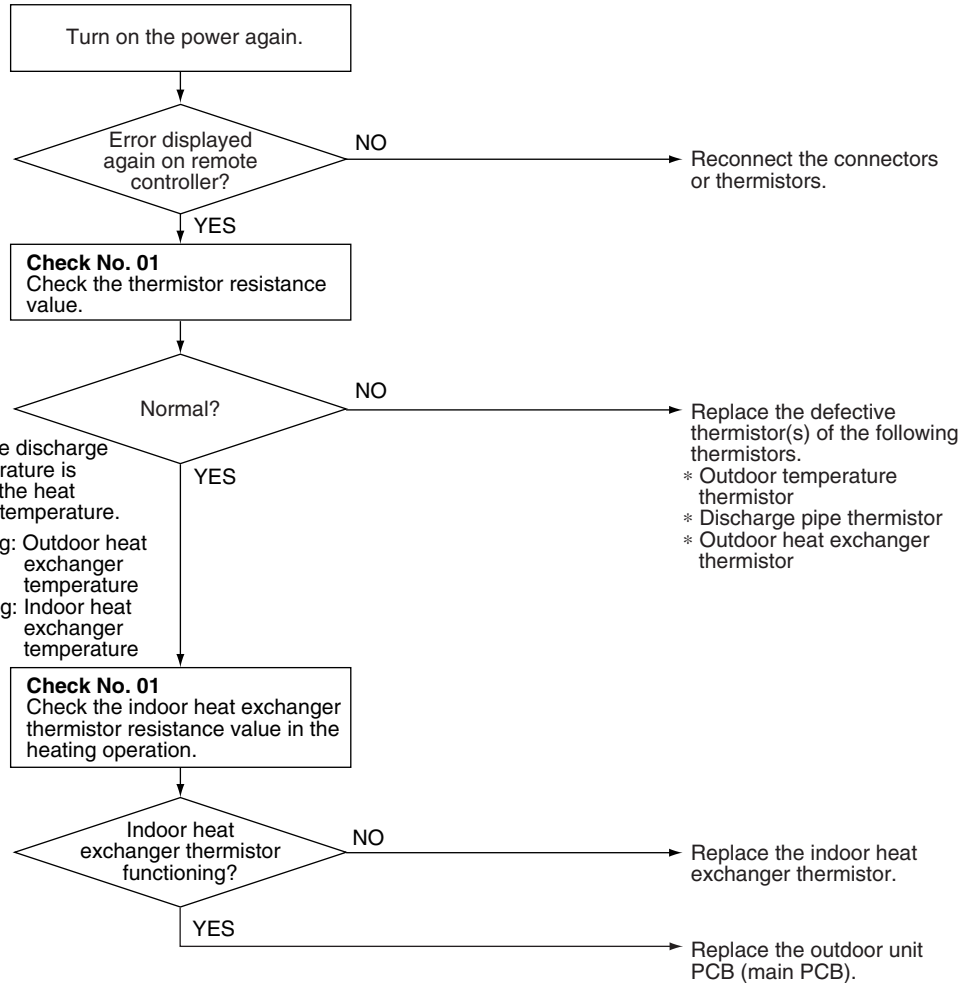 Turn on the power again.
Error displayed
again on remote
controller?
NO
Reconnect the connectors
or thermistors.
YES
Check No. 01
Check the thermistor resistance
value.
Normal?
NO
Replace the defective
thermistor(s) of the following
thermistors.
* Outdoor temperature
thermistor
* Discharge pipe thermistor
* Outdoor heat exchanger
thermistor
YES
discharge
is
the heat
temperature.
Outdoor heat
exchanger
temperature
Indoor heat
exchanger
temperature
Check No. 01
Check the indoor heat exchanger
thermistor resistance value in the
heating operation.
Indoor heat
exchanger thermistor
functioning?
NO
Replace the indoor heat
exchanger thermistor.
YES
Replace the outdoor unit
PCB (main PCB).